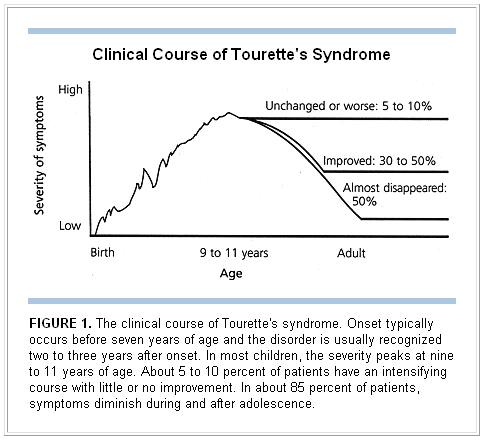 Clinical Course of Tourette's Syndrome
High
Severity of symptoms
Low
Unchanged or worse: 5 to 10%
Improved: 30 to 50%
Almost disappeared:
50%
Birth
9 to 11 years
Adult
Age
FIGURE 1. The clinical course of Tourette's syndrome. Onset typically
occurs before seven years of age and the disorder is usually recognized
two to three years after onset. In most children, the severity peaks at nine
to 11 years of age. About 5 to 10 percent of patients have an intensifying
course with little or no improvement. In about 85 percent of patients,
symptoms diminish during and after adolescence.